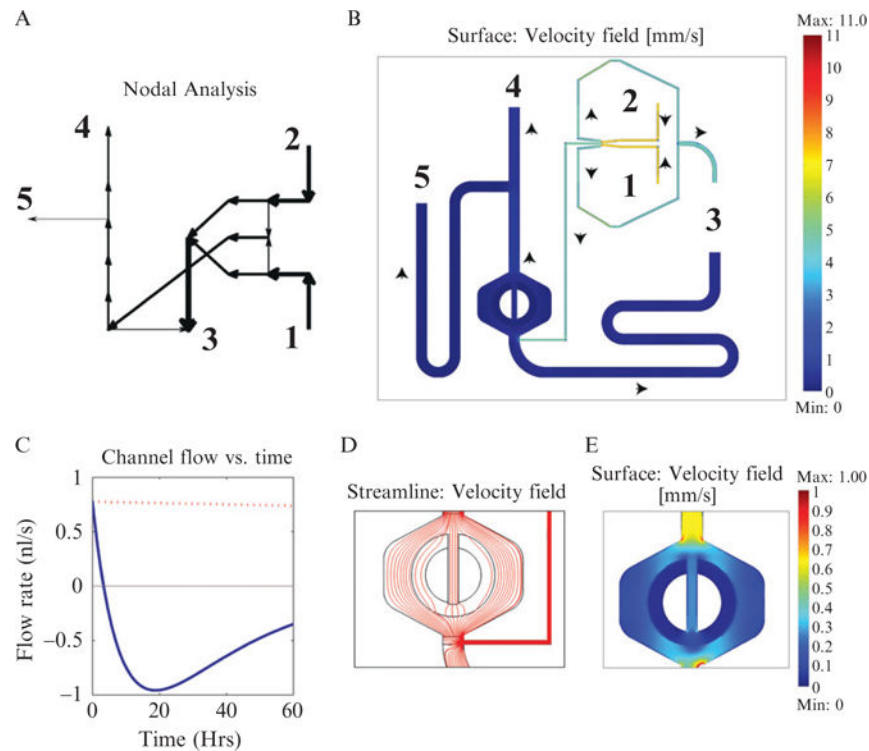 A
Nodal Analysis
4
2
5
3
1
B
Surface: Velocity field [mm/s]
4
2
5
1
3
Max: 11.0
11
10
9
8
7
6
5
4
3
2
1
0
Min: 0
C
Channel flow vs. time
1
0.5
0
−0.5
−1
Flow rate (nl/s)
0
20
40
60
Time (Hrs)
D
Streamline: Velocity field
E
Surface: Velocity field
[mm/s]
Max: 1.00
1
0.9
0.8
0.7
0.6
0.5
0.4
0.3
0.2
0.1
0
Min: 0